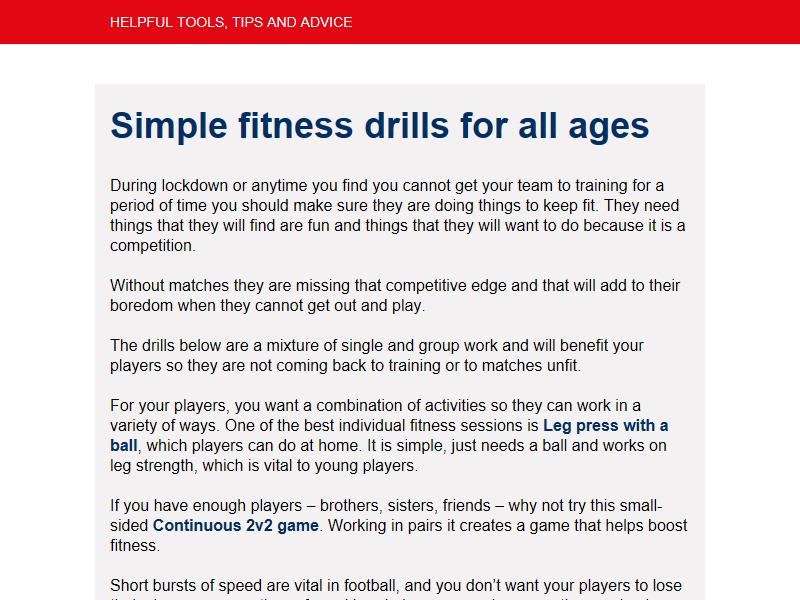 HELPFUL TOOLS, TIPS AND ADVICE
Simple fitness drills for all ages
During lockdown or anytime you find you cannot get your team to training for a
period of time you should make sure they are doing things to keep fit. They need
things that they will find are fun and things that they will want to do because it is a
competition.
Without matches they are missing that competitive edge and that will add to their
boredom when they cannot get out and play.
The drills below are a mixture of single and group work and will benefit your
players so they are not coming back to training or to matches unfit.
For your players, you want a combination of activities so they can work in a
variety of ways. One of the best individual fitness sessions is Leg press with a
ball, which players can do at home. It is simple, just needs a ball and works on
leg strength, which is vital to young players.
If you have enough players – brothers, sisters, friends – why not try this small-
sided Continuous 2v2 game. Working in pairs it creates a game that helps boost
fitness.
Short bursts of speed are vital in football, and you don’t want your players to lose